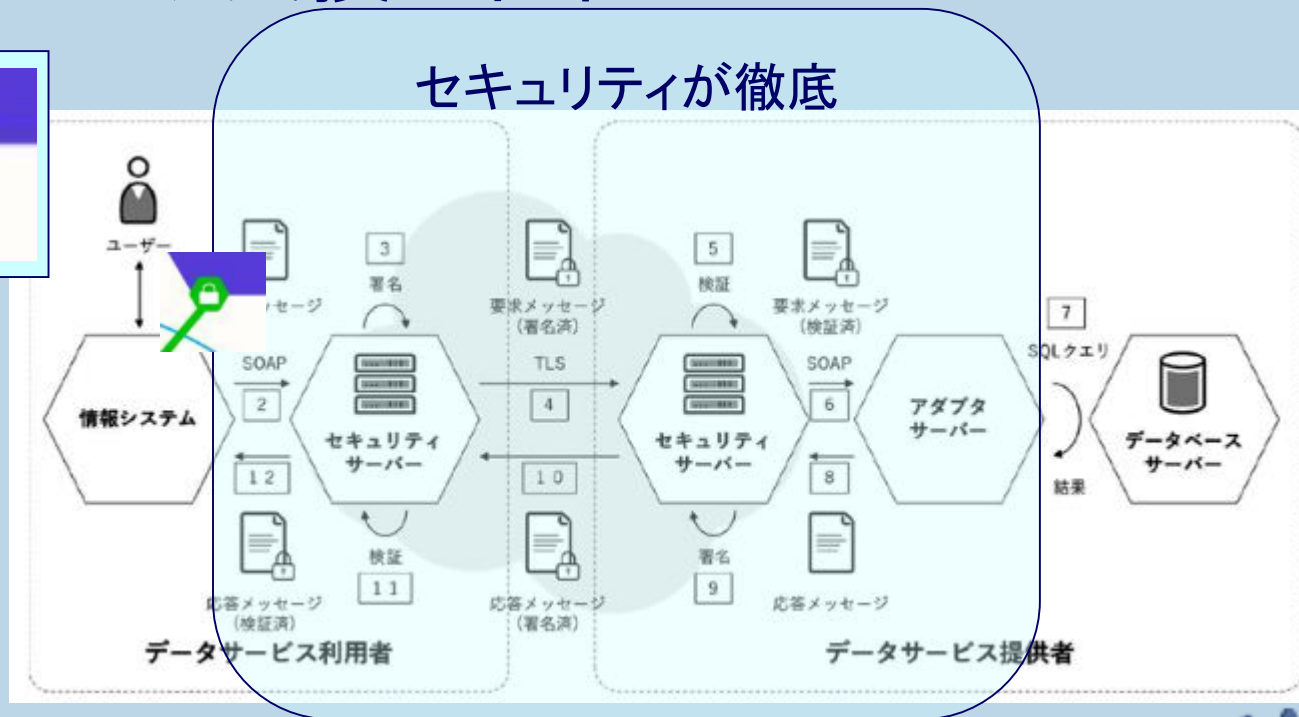 セキュリティが徹底
ユーザー
3
署名
5
検証
要求メッセージ
(署名済)
要求メッセージ
(検証済)
7
SQLクエリ
SOAP
TLS
SOAP
2
4
6
情報システム
セキュリティ
サーバー
セキュリティ
サーバー
アダプタ
サーバー
データベース
サーバー
12
10
8
結果
検証
署名
11
9
応答メッセージ
(検証済)
応答メッセージ
(署名済)
応答メッセージ
データサービス利用者
データサービス提供者